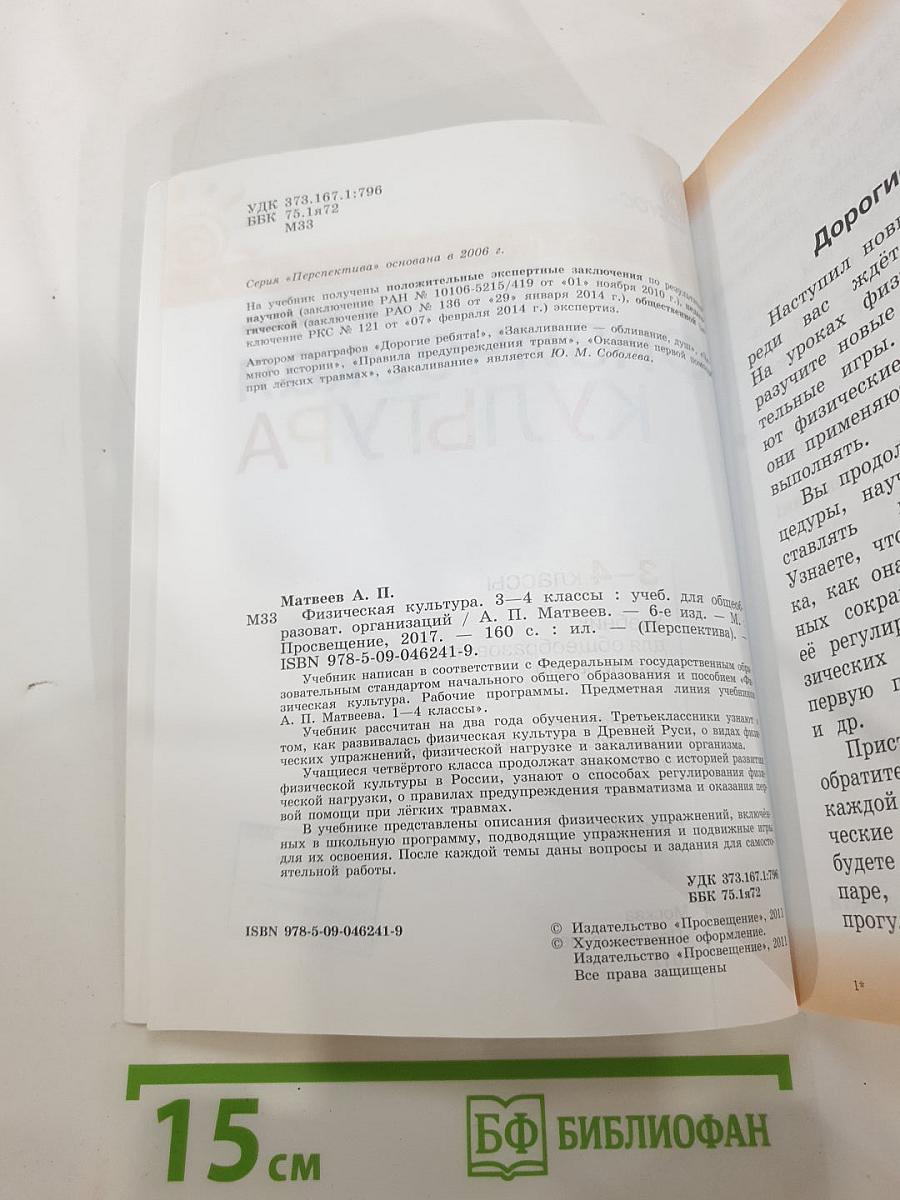 УДК 373.167.1:796
ББК 75.1я72
М33
Серия «Перспектива» основана в 2006 г.
На учебник получены положительные экспертные заключения по
научной (заключение РАН № 10106-5215/419 от «01» ноября 2010 г.),
гической (заключение РАО № 136 от «29» января 2014 г.), общественной
ключение РКС № 121 от «07» февраля 2014 г.) экспертиз.
Автором параграфов «Дорогие ребята!», «Закаливание — обливание, душ»,
много истории», «Правила предупреждения травм», «Оказание первой
при лёгких травмах», «Закаливание» является Ю. М. Соболева.
КУЛЬТУРА
3—4 классы
Матвеев А. П.
М33 Физическая культура. 3—4 классы : учеб. для общеоб
разоват. организаций / А. П. Матвеев. — 6-е изд. — М.
Просвещение, 2017. — 160 с. : ил. — (Перспектива). —
ISBN 978-5-09-046241-9.
Учебник написан в соответствии с Федеральным государственным обра
зовательным стандартом начального общего образования и пособием
зическая культура. Рабочие программы. Предметная линия учебников
А. П. Матвеева. 1—4 классы».
Учебник рассчитан на два года обучения. Третьеклассники узнают о
том, как развивалась физическая культура в Древней Руси, о видах физи
ческих упражнений, физической нагрузке и закаливании организма.
Учащиеся четвёртого класса продолжат знакомство с историей развития
физической культуры в России, узнают о способах регулирования физи
ческой нагрузки, о правилах предупреждения травматизма и оказания пер
вой помощи при лёгких травмах.
В учебнике представлены описания физических упражнений, включён-
ных в школьную программу, подводящие упражнения и подвижные игры
для их освоения. После каждой темы даны вопросы и задания для самосто-
ятельной работы.
УДК 373.167.1:796
ББК 75.1я72
ISBN 978-5-09-046241-9
© Издательство «Просвещение», 2011
© Художественное оформление.
Издательство «Просвещение», 2011
Все права защищены
Дороги
Наступил новы
реди вас ждёт
На уроках физи
разучите новые
тельные игры.
ют физические
они применяю
выполнять.
Вы продол
цедуры, науч
ставлять
Узнаете, что
ка, как она
ных сокра
её регулир
зических
первую п
и др.
Прист
обратите
каждой
ческие
будете
паре,
прогул
1*
15 см
БФ БИБЛИОФАН